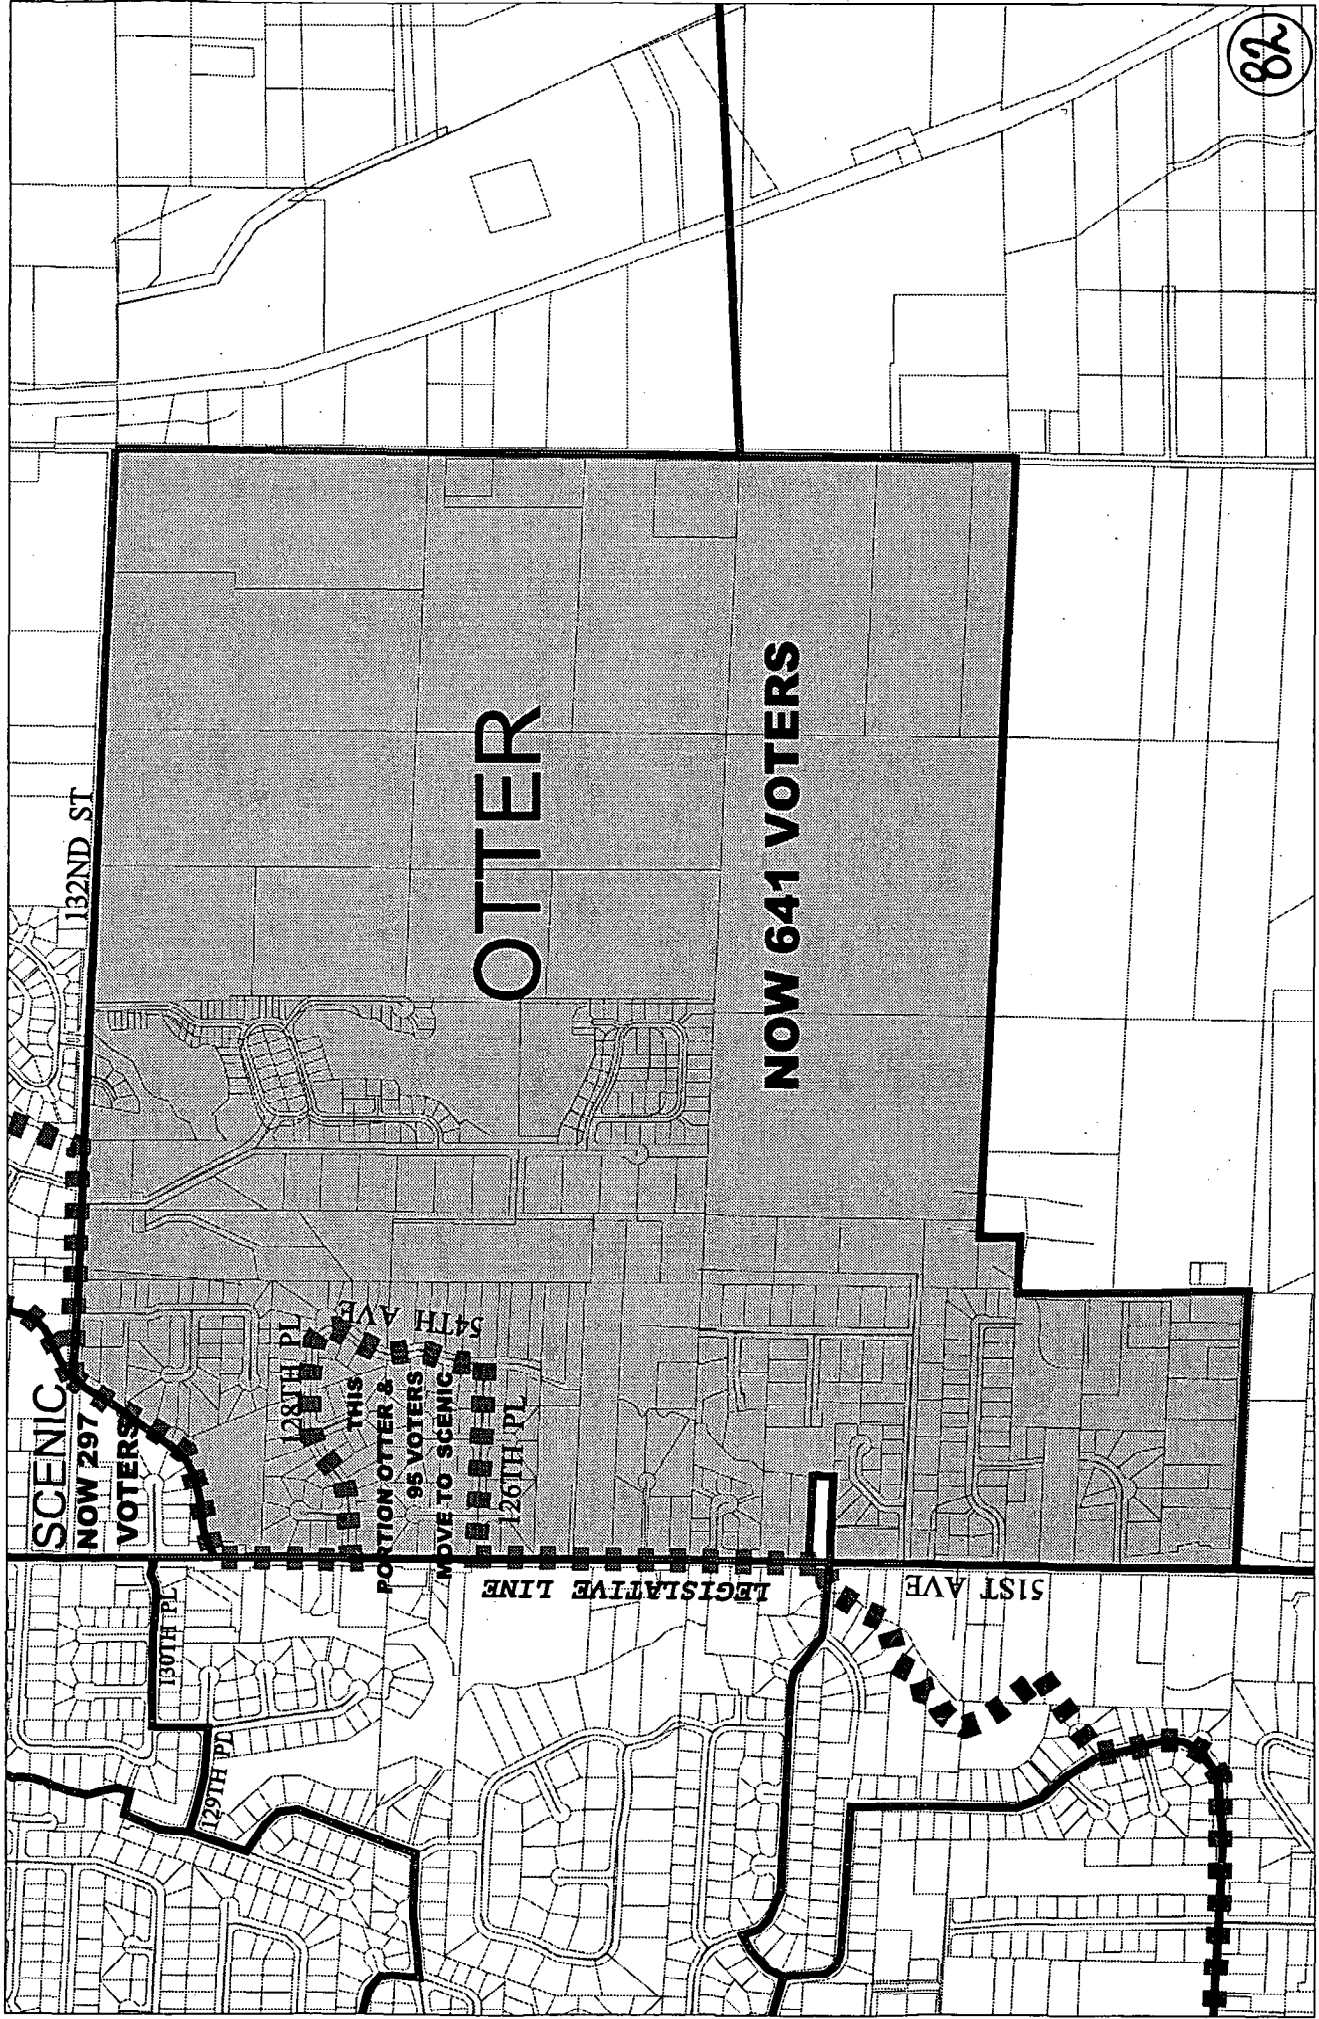 82
132ND ST
SCENIC
NOW 297
VOTERS
OTTER
NOW 641 VOTERS
128TH PL
54TH AVE
THIS
PORTION OTTER &
95 VOTERS
MOVE TO SCENIC
126TH PL
LEGISLATIVE LINE
51ST AVE
130TH PL
129TH PL